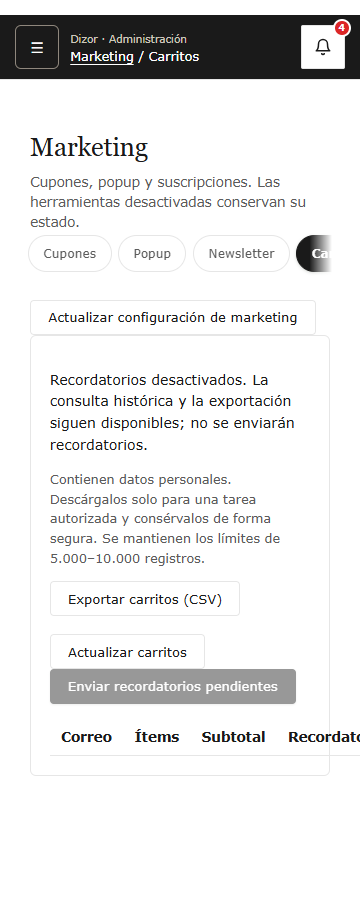 ☰
Dizor · Administración
Marketing / Carritos
4
Marketing
Cupones, popup y suscripciones. Las
herramientas desactivadas conservan su
estado.
Cupones
Popup
Newsletter
Actualizar configuración de marketing
Recordatorios desactivados. La
consulta histórica y la exportación
siguen disponibles; no se enviarán
recordatorios.
Contienen datos personales.
Descárgalos solo para una tarea
autorizada y consérvalos de forma
segura. Se mantienen los límites de
5.000–10.000 registros.
Exportar carritos (CSV)
Actualizar carritos
Enviar recordatorios pendientes
Correo Ítems Subtotal